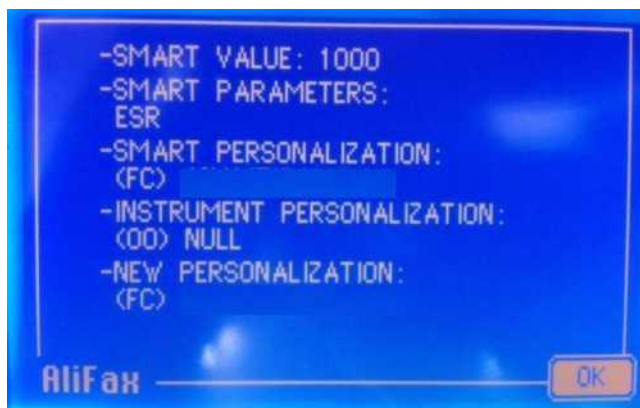 -SMART VALUE: 1000
-SMART PARAMETERS:
ESR
-SMART PERSONALIZATION:
(FC)
-INSTRUMENT PERSONALIZATION:
(00) NULL
-NEW PERSONALIZATION:
(FC)
AliFax
OK